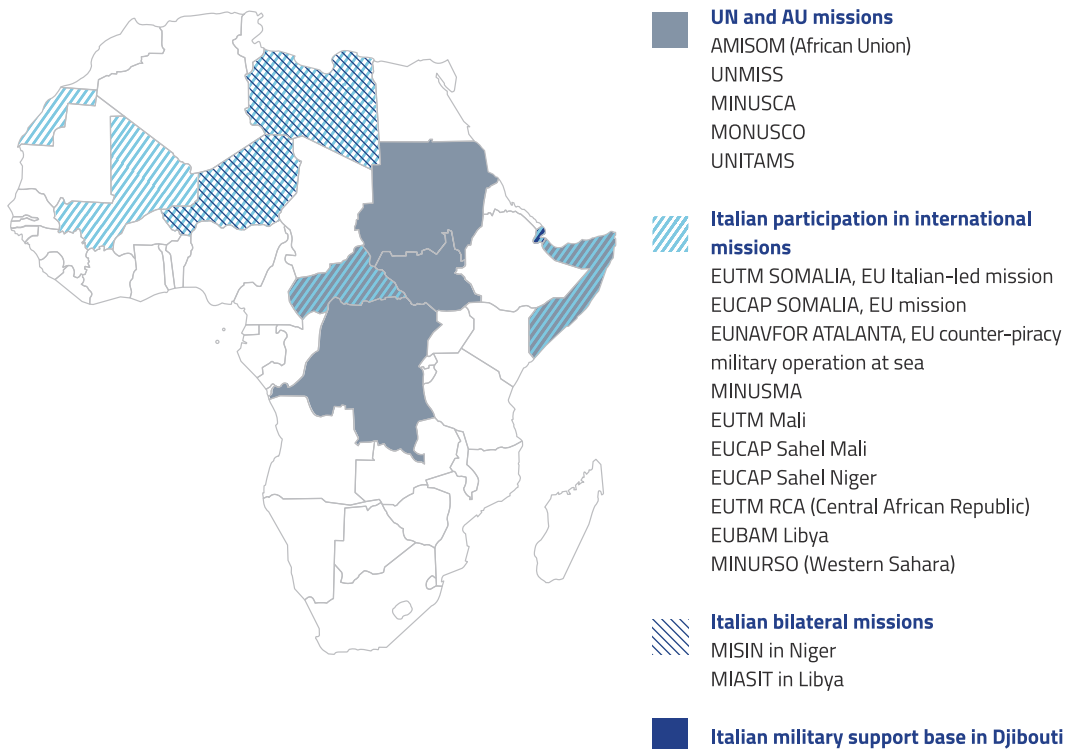 UN and AU missions
AMISOM (African Union)
UNMISS
MINUSCA
MONUSCO
UNITAMS
Italian participation in international
missions
EUTM SOMALIA, EU Italian-led mission
EUCAP SOMALIA, EU mission
EUNAVFOR ATALANTA, EU counter-piracy
military operation at sea
MINUSMA
EUTM Mali
EUCAP Sahel Mali
EUCAP Sahel Niger
EUTM RCA (Central African Republic)
EUBAM Libya
MINURSO (Western Sahara)
Italian bilateral missions
MISIN in Niger
MIASIT in Libya
Italian military support base in Djibouti